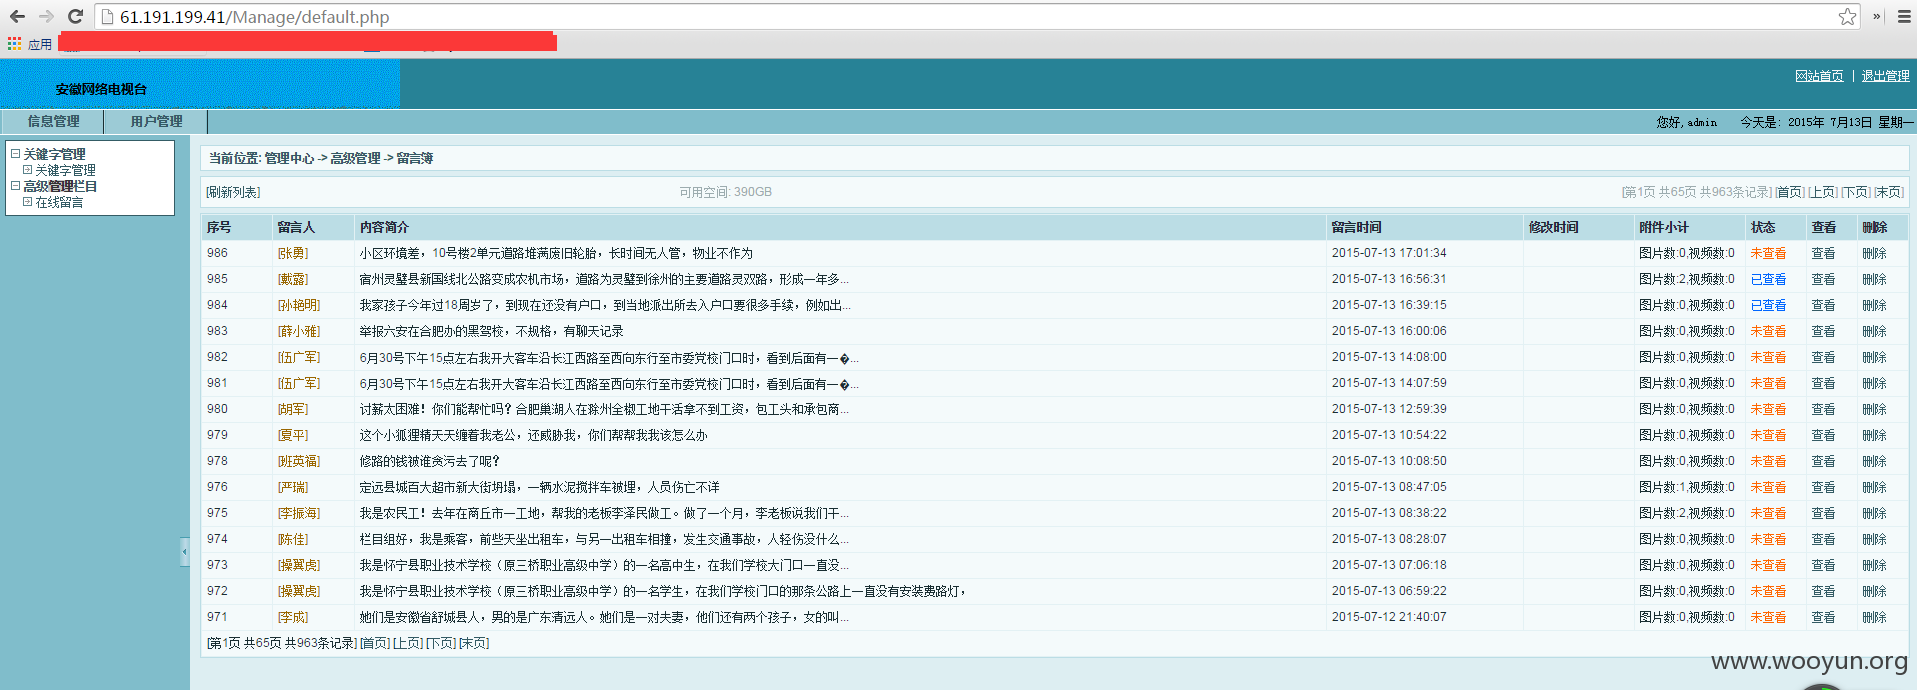 61.191.199.41/Manage/default.php
应用
安徽网络电视台
网站首页 | 退出管理
信息管理 用户管理
您好,admin 今天是: 2015年 7月13日 星期一
关键字管理
关键字管理
高级管理栏目
在线留言
当前位置: 管理中心 -> 高级管理 -> 留言簿
[刷新列表] 可用空间: 390GB [第1页 共65页 共963条记录] [首页] [上页] [下页] [末页]
序号 留言人 内容简介 留言时间 修改时间 附件小计 状态 查看 删除
986 [张勇] 小区环境差，10号楼2单元道路堆满废旧轮胎，长时间无人管，物业不作为 2015-07-13 17:01:34 图片数:0,视频数:0 未查看 查看 删除
985 [戴露] 宿州灵璧县新国线北公路变成农机市场，道路为灵璧到徐州的主要道路灵双路，形成一年多... 2015-07-13 16:56:31 图片数:2,视频数:0 已查看 查看 删除
984 [孙艳明] 我家孩子今年过18周岁了，到现在还没有户口，到当地派出所去入户口要很多手续，例如出... 2015-07-13 16:39:15 图片数:0,视频数:0 已查看 查看 删除
983 [薛小雅] 举报六安在合肥办的黑驾校，不规格，有聊天记录 2015-07-13 16:00:06 图片数:0,视频数:0 未查看 查看 删除
982 [伍广军] 6月30号下午15点左右我开大客车沿长江西路至西向东行至市委党校门口时，看到后面有一�... 2015-07-13 14:08:00 图片数:0,视频数:0 未查看 查看 删除
981 [伍广军] 6月30号下午15点左右我开大客车沿长江西路至西向东行至市委党校门口时，看到后面有一�... 2015-07-13 14:07:59 图片数:0,视频数:0 未查看 查看 删除
980 [胡军] 讨薪太困难！你们能帮忙吗？合肥巢湖人在滁州全椒工地干活拿不到工资，包工头和承包商... 2015-07-13 12:59:39 图片数:0,视频数:0 未查看 查看 删除
979 [夏平] 这个小狐狸精天天缠着我老公，还威胁我，你们帮帮我我该怎么办 2015-07-13 10:54:22 图片数:0,视频数:0 未查看 查看 删除
978 [班英福] 修路的钱被谁贪污去了呢？ 2015-07-13 10:08:50 图片数:0,视频数:0 未查看 查看 删除
976 [严瑞] 定远县城百大超市新大街坍塌，一辆水泥搅拌车被埋，人员伤亡不详 2015-07-13 08:47:05 图片数:1,视频数:0 未查看 查看 删除
975 [李振海] 我是农民工！去年在商丘市一工地，帮我的老板李泽民做工。做了一个月，李老板说我们干... 2015-07-13 08:38:22 图片数:2,视频数:0 未查看 查看 删除
974 [陈佳] 栏目组好，我是乘客，前些天坐出租车，与另一出租车相撞，发生交通事故，人轻伤没什么... 2015-07-13 08:28:07 图片数:0,视频数:0 未查看 查看 删除
973 [操翼虎] 我是怀宁县职业技术学校（原三桥职业高级中学）的一名高中生，在我们学校大门口一直没... 2015-07-13 07:06:18 图片数:0,视频数:0 未查看 查看 删除
972 [操翼虎] 我是怀宁县职业技术学校（原三桥职业高级中学）的一名学生，在我们学校门口的那条公路上一直没有安装费路灯， 2015-07-13 06:59:22 图片数:0,视频数:0 未查看 查看 删除
971 [李成] 她们是安徽省舒城县人，男的是广东清远人。她们是一对夫妻，他们还有两个孩子，女的叫... 2015-07-12 21:40:07 图片数:0,视频数:0 未查看 查看 删除
[第1页 共65页 共963条记录] [首页] [上页] [下页] [末页]
www.wooyun.org